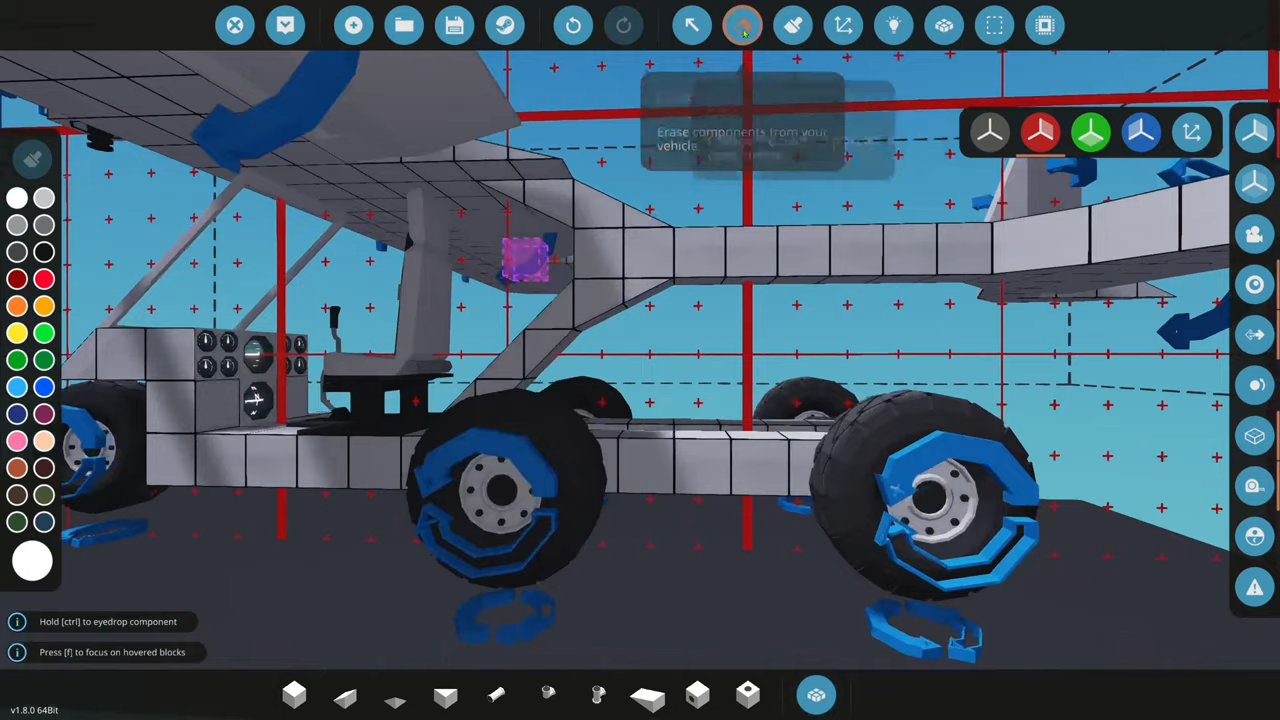 Erase components from your
vehicle
Hold [ctrl] to eyedrop component
Press [f] to focus on hovered blocks
v1.8.0 64Bit